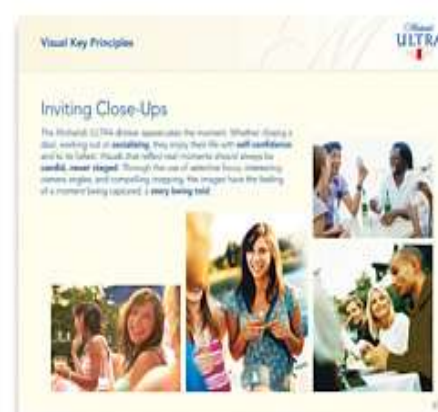 Visual Key Principles
Michelob
ULTRA
Inviting Close-Ups
The Michelob ULTRA drinker appreciates the moment. Whether closing a
deal, working out or socializing, they enjoy their life with self-confidence
and to its fullest. Visuals that reflect real moments should always be
candid, never staged. Through the use of selective focus, interesting
camera angles, and compelling cropping, the images have the feeling
of a moment being captured, a story being told.